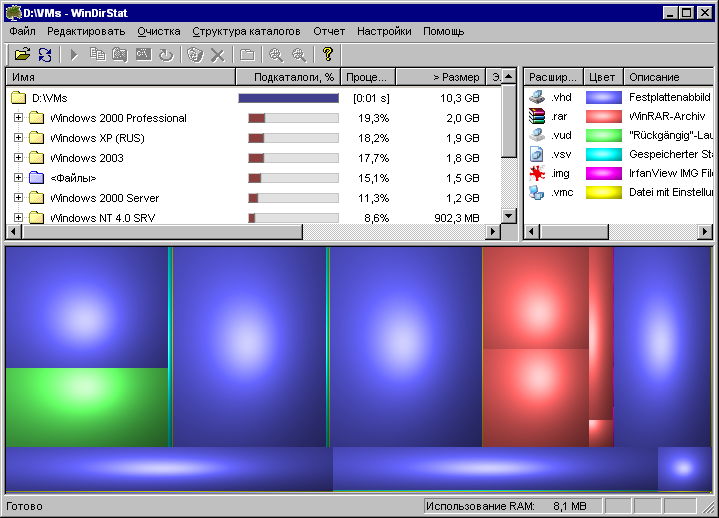 D:\VMs - WinDirStat
Файл Редактировать Очистка Структура каталогов Отчет Настройки Помощь
Имя Подкаталоги, % Проце... > Размер Э.
D:\VMs [0:01 s] 10,3 GB
Windows 2000 Professional 19,3% 2,0 GB
Windows XP (RUS) 18,2% 1,9 GB
Windows 2003 17,7% 1,8 GB
<Файлы> 15,1% 1,5 GB
Windows 2000 Server 11,3% 1,2 GB
Windows NT 4.0 SRV 8,6% 902,3 MB
Расшир... Цвет Описание
.vhd Festplattenabbild
.rar WinRAR-Archiv
.vud "Rückgängig"-Lau
.vsv Gespeicherter Sta
.img IrfanView IMG File
.vmc Datei mit Einstellu
Готово Использование RAM: 8,1 MB